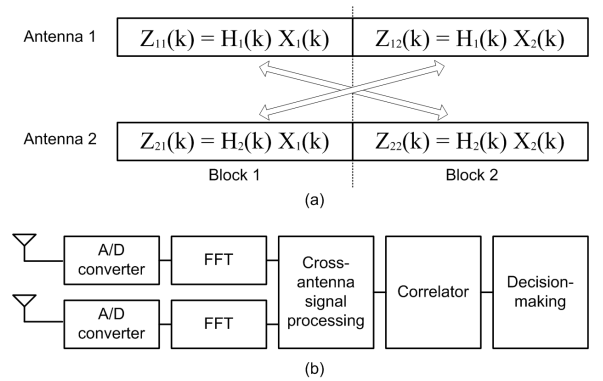 (a)
Antenna 1
Z₁₁(k) = H₁(k) X₁(k)
Z₁₂(k) = H₁(k) X₂(k)
Antenna 2
Z₂₁(k) = H₂(k) X₁(k)
Z₂₂(k) = H₂(k) X₂(k)
Block 1
Block 2
(a)
A/D
converter
FFT
A/D
converter
FFT
Cross-
antenna
signal
processing
Correlator
Decision-
making
(b)